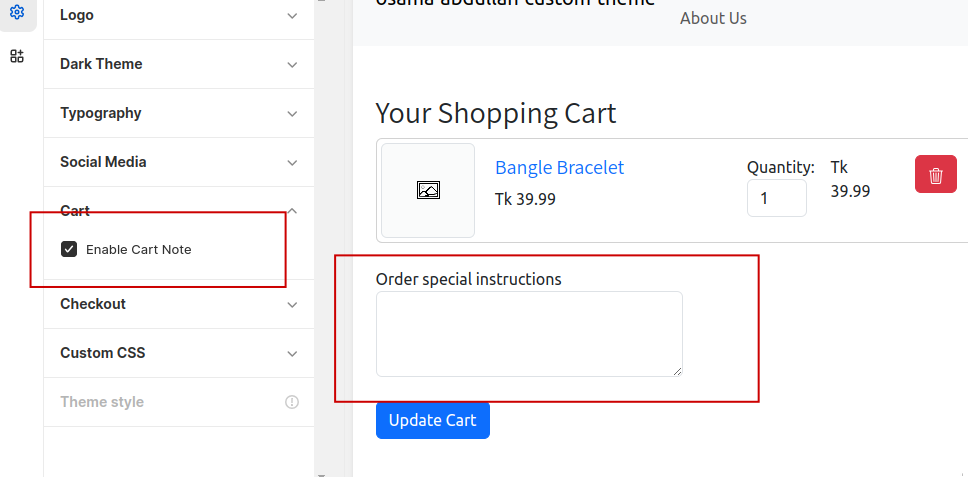 Logo
Dark Theme
Typography
Social Media
Cart
Enable Cart Note
Checkout
Custom CSS
Theme style
osama abdullah custom theme
About Us
Your Shopping Cart
Bangle Bracelet
Tk 39.99
Quantity:
1
Tk
39.99
Order special instructions
Update Cart